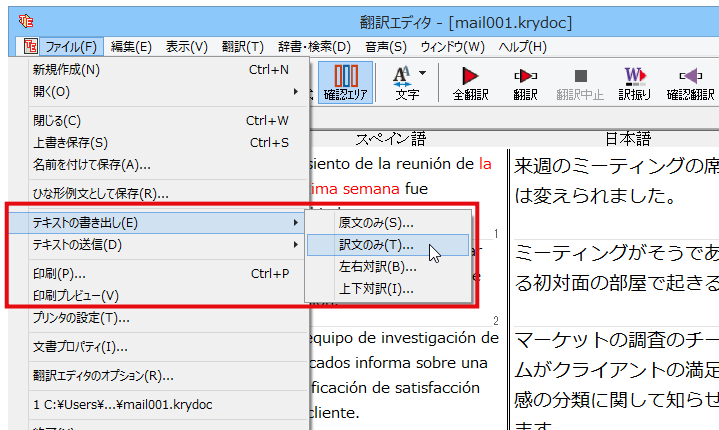 翻訳エディタ - [mail001.krydoc]
ファイル(F) 編集(E) 表示(V) 翻訳(T) 辞書・検索(D) 音声(S) ウィンドウ(W) ヘルプ(H)
確認エリア 文字 全翻訳 翻訳 翻訳中止 訳振り 確認翻訳
新規作成(N) Ctrl+N
開く(O)
閉じる(C) Ctrl+W
上書き保存(S) Ctrl+S
名前を付けて保存(A)...
ひな形例文として保存(R)...
テキストの書き出し(E)
テキストの送信(D)
印刷(P)... Ctrl+P
印刷プレビュー(V)
プリンタの設定(T)...
文書プロパティ(I)...
翻訳エディタのオプション(R)...
1 C:¥Users¥...¥mail001.krydoc
原文のみ(S)...
訳文のみ(T)...
左右対訳(B)...
上下対訳(I)...
スペイン語
siento de la reunión de la
ima semana fue
1
2
equipo de investigación de
cados informa sobre una
ificación de satisfacción
cliente.
日本語
来週のミーティングの席
は変えられました。
ミーティングがそうであ
る初対面の部屋で起きる
マーケットの調査のチー
ムがクライアントの満足
感の分類に関して知らせ
ます